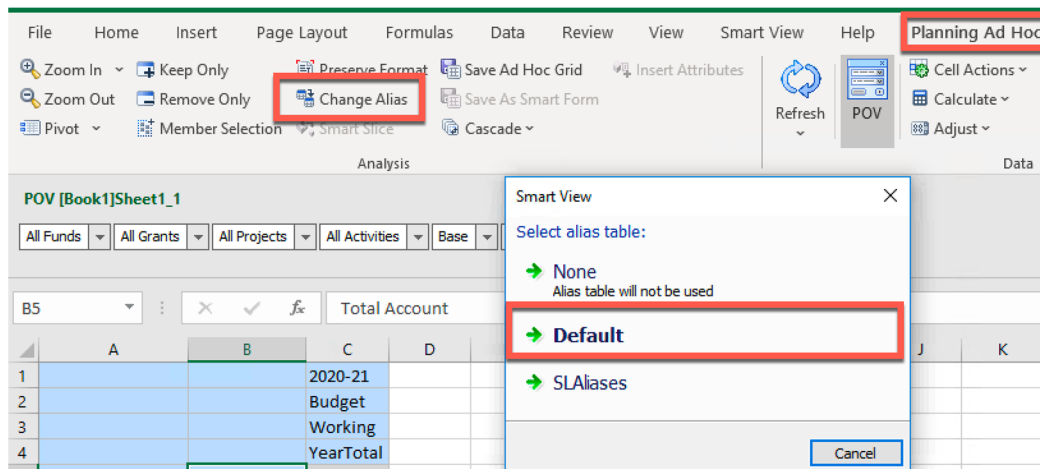 File Home Insert Page Layout Formulas Data Review View Smart View Help Planning Ad Hoc
Zoom In Keep Only Preserve Format Save Ad Hoc Grid Insert Attributes Cell Actions
Zoom Out Remove Only Change Alias Save As Smart Form Refresh POV Calculate
Pivot Member Selection Smart Slice Cascade Adjust
Analysis Data
POV [Book1]Sheet1_1
All Funds All Grants All Projects All Activities Base
Smart View
Select alias table:
None
Alias table will not be used
Default
SLAliases
Cancel
B5 fx Total Account
A B C D J K
1 2020-21
2 Budget
3 Working
4 YearTotal